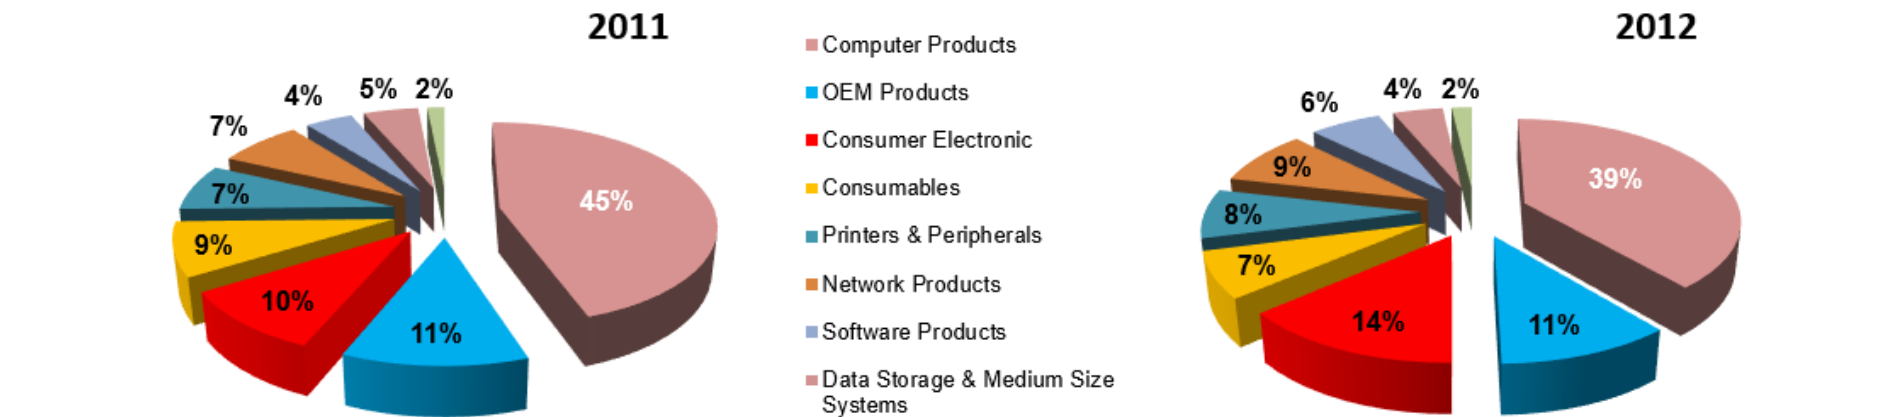 2011
2012
Computer Products
OEM Products
Consumer Electronic
Consumables
Printers & Peripherals
Network Products
Software Products
Data Storage & Medium Size
Systems
4%
5%
2%
7%
7%
9%
10%
11%
45%
6%
4%
2%
9%
8%
7%
14%
11%
39%